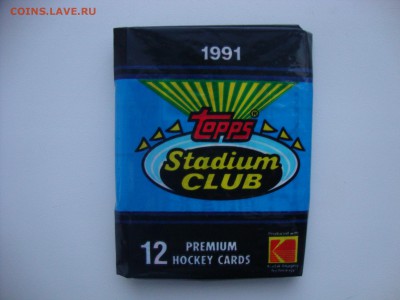 COINS.LAVE.RU
1991
Topps®
Stadium
CLUB
12 PREMIUM
HOCKEY CARDS